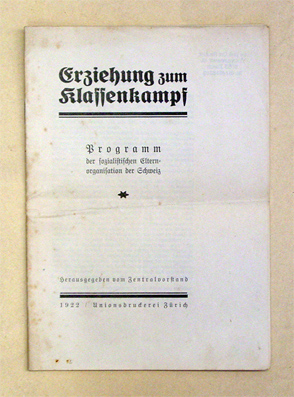 Erziehung zum
Klassenkampf
Programm
der sozialistischen Eltern-
organisation der Schweiz
Herausgegeben vom Zentralvorstand
1922 / Unionsdruckerei Zürich